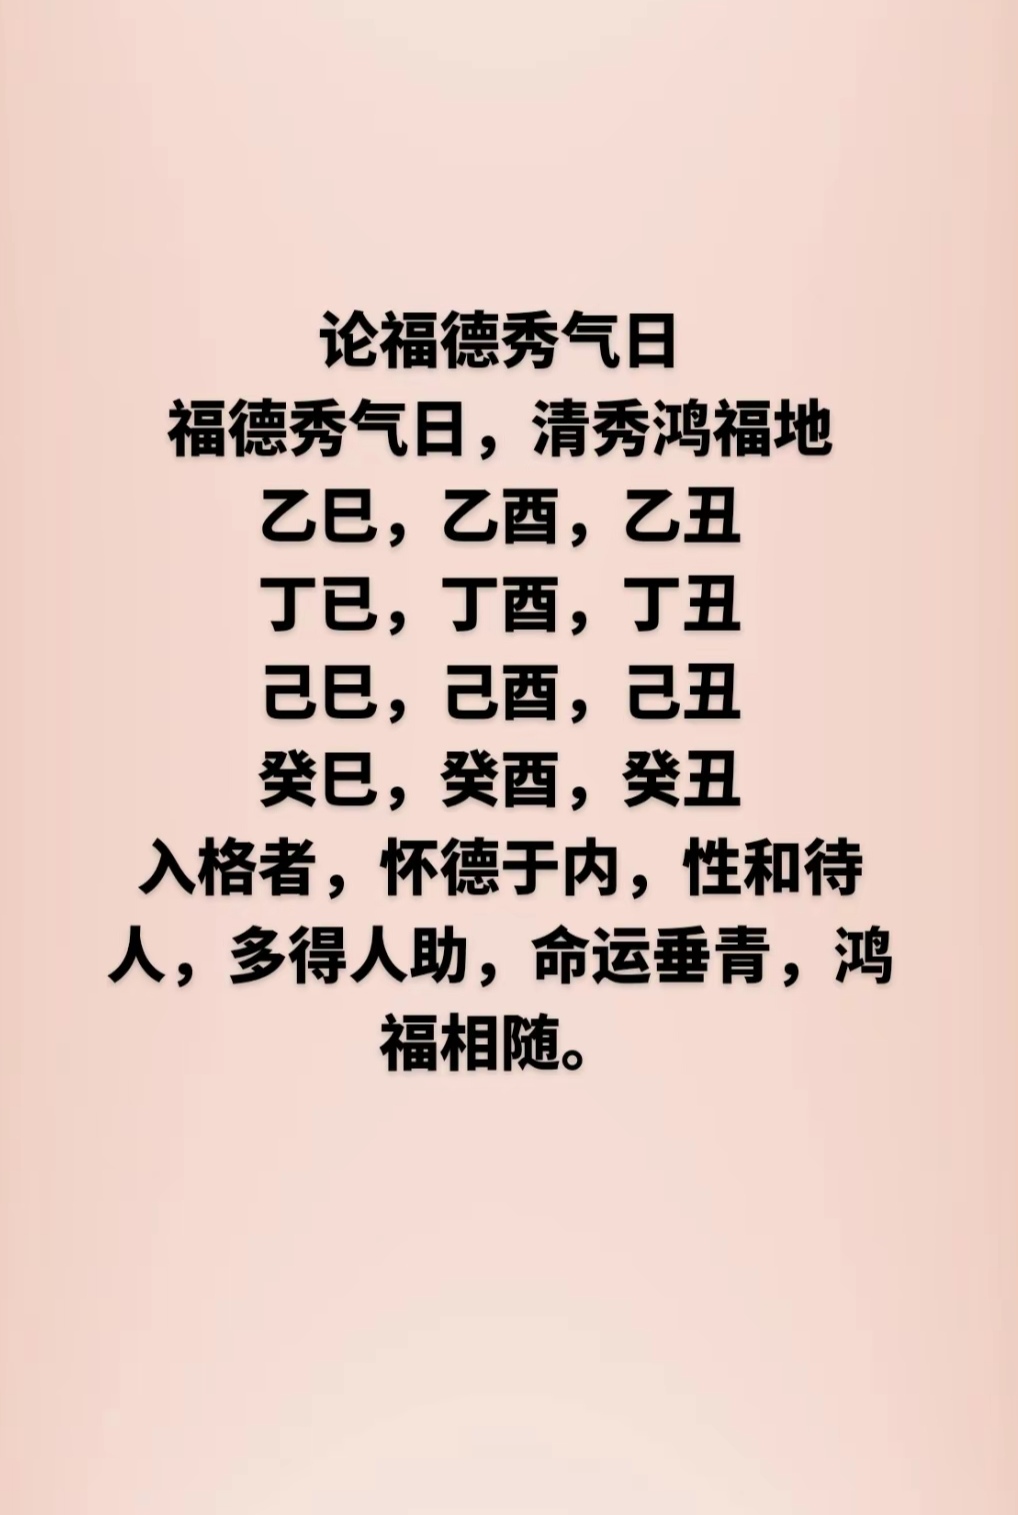 论福德秀气日
福德秀气日，清秀鸿福地
乙巳，乙酉，乙丑
丁已，丁酉，丁丑
己巳，己酉，己丑
癸巳，癸酉，癸丑
入格者，怀德于内，性和待
人，多得人助，命运垂青，鸿
福相随。